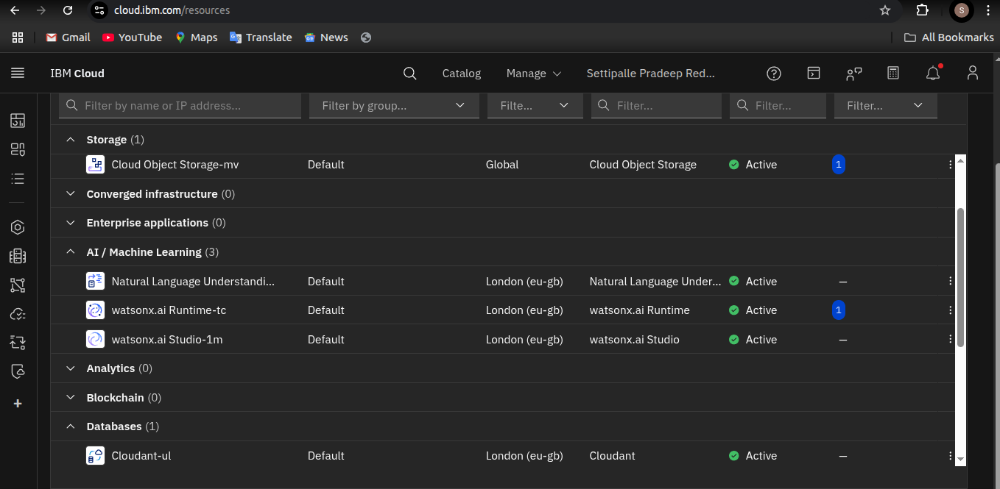 cloud.ibm.com/resources
S
Gmail YouTube Maps Translate News All Bookmarks
IBM Cloud Catalog Manage Settipalle Pradeep Red...
Filter by name or IP address... Filter by group... Filte... Filter... Filter... Filter...
Storage (1)
Cloud Object Storage-mv Default Global Cloud Object Storage Active 1
Converged infrastructure (0)
Enterprise applications (0)
AI / Machine Learning (3)
Natural Language Understandi... Default London (eu-gb) Natural Language Under... Active —
watsonx.ai Runtime-tc Default London (eu-gb) watsonx.ai Runtime Active 1
watsonx.ai Studio-1m Default London (eu-gb) watsonx.ai Studio Active —
Analytics (0)
Blockchain (0)
Databases (1)
Cloudant-ul Default London (eu-gb) Cloudant Active —